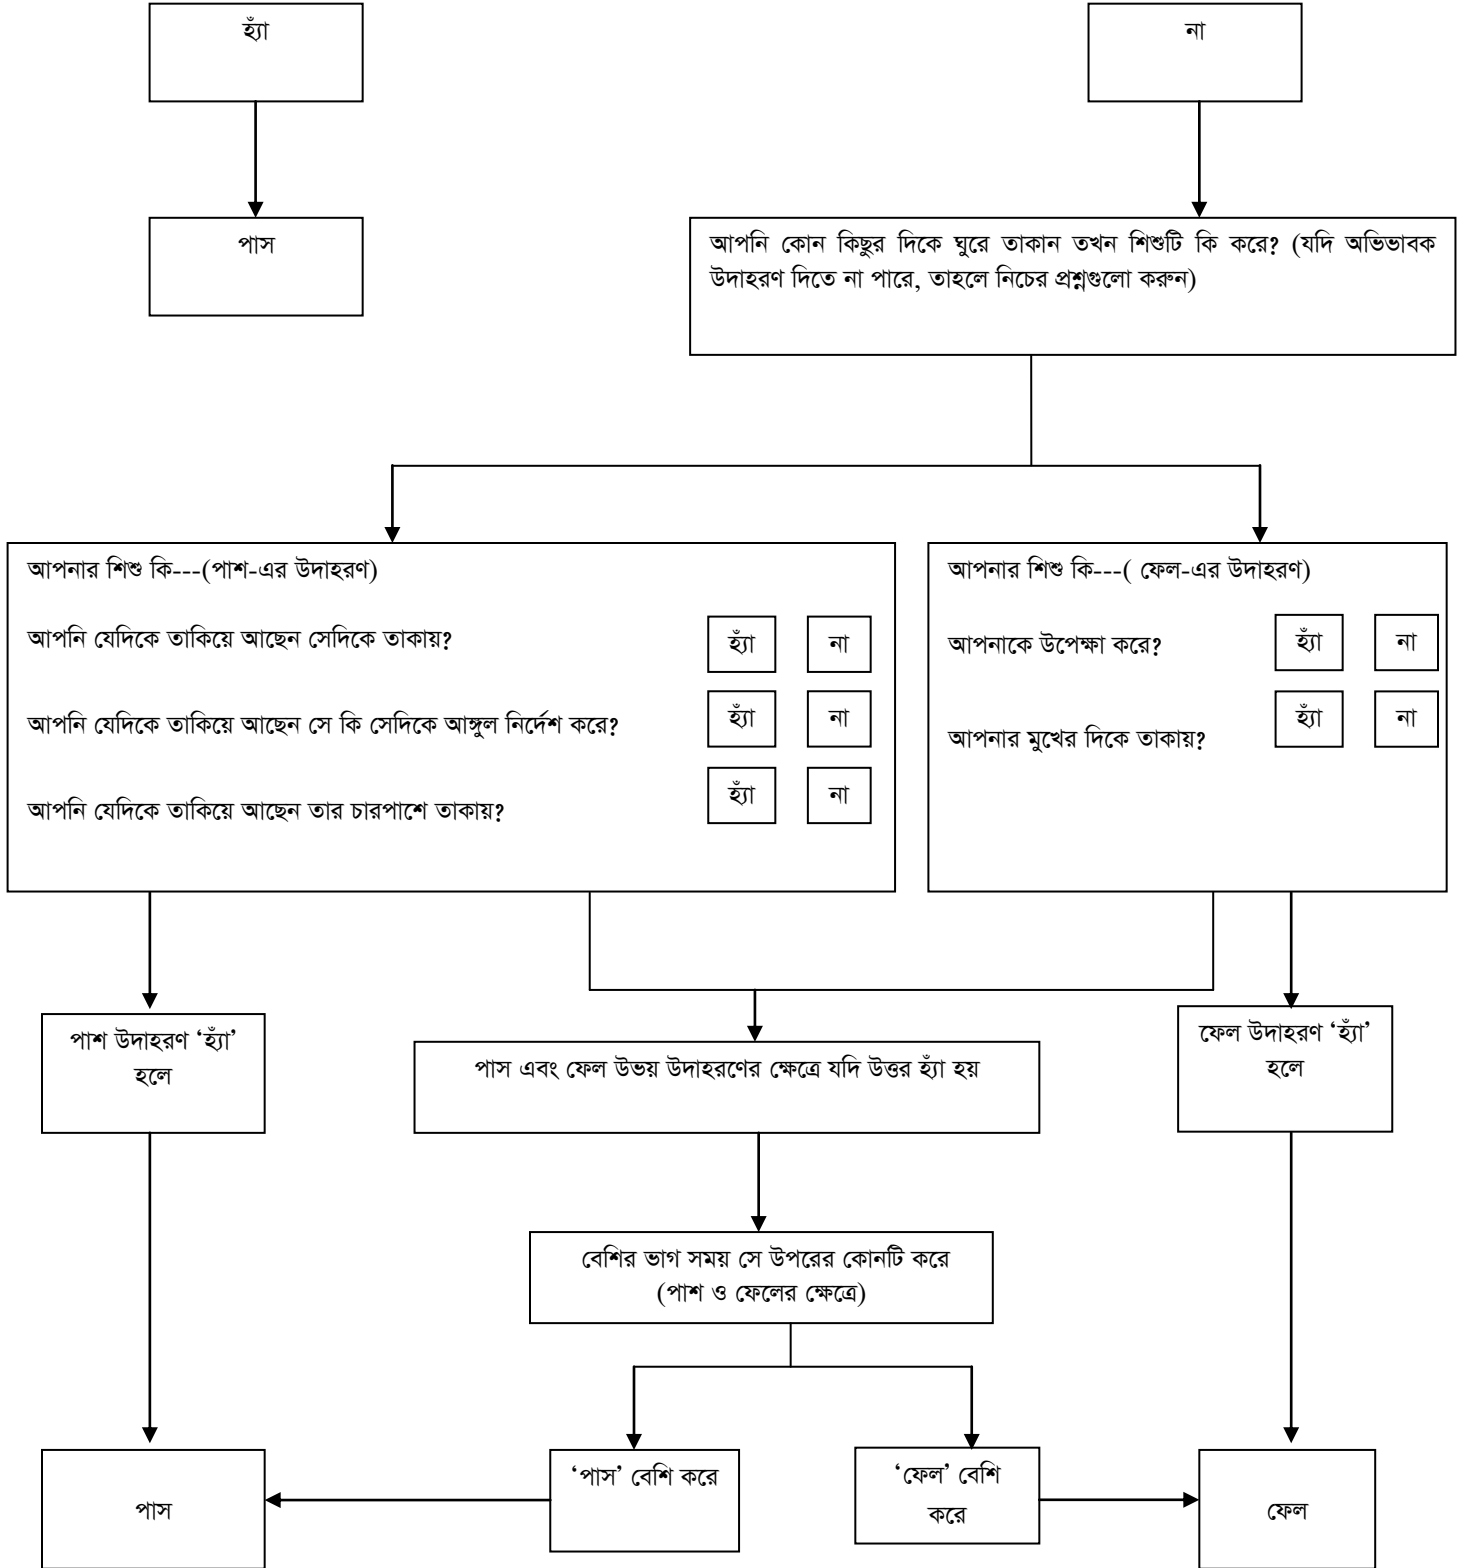 হ্যাঁ
না
পাস
আপনি কোন কিছুর দিকে ঘুরে তাকান তখন শিশুটি কি করে? (যদি অভিভাবক
উদাহরণ দিতে না পারে, তাহলে নিচের প্রশ্নগুলো করুন)
আপনার শিশু কি---(পাশ-এর উদাহরণ)
আপনি যেদিকে তাকিয়ে আছেন সেদিকে তাকায়?
হ্যাঁ
না
আপনি যেদিকে তাকিয়ে আছেন সে কি সেদিকে আঙ্গুল নির্দেশ করে?
হ্যাঁ
না
আপনি যেদিকে তাকিয়ে আছেন তার চারপাশে তাকায়?
হ্যাঁ
না
আপনার শিশু কি---( ফেল-এর উদাহরণ)
আপনাকে উপেক্ষা করে?
হ্যাঁ
না
আপনার মুখের দিকে তাকায়?
হ্যাঁ
না
পাশ উদাহরণ ‘হ্যাঁ’
হলে
পাস এবং ফেল উভয় উদাহরণের ক্ষেত্রে যদি উত্তর হ্যাঁ হয়
ফেল উদাহরণ ‘হ্যাঁ’
হলে
বেশির ভাগ সময় সে উপরের কোনটি করে
(পাশ ও ফেলের ক্ষেত্রে)
পাস
‘পাস’ বেশি করে
‘ফেল’ বেশি
করে
ফেল